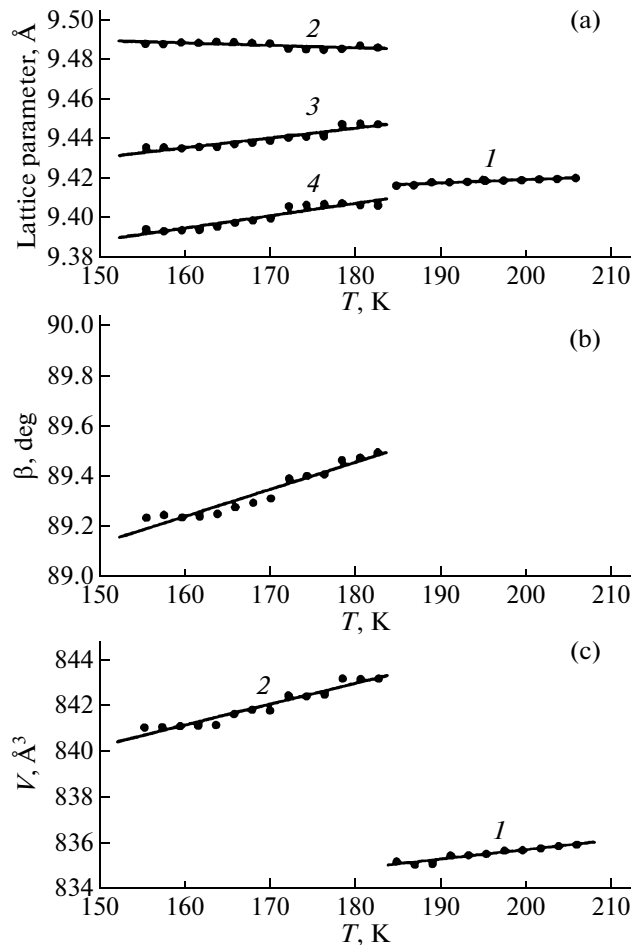 (a)
Lattice parameter, Å
9.50
9.48
9.46
9.44
9.42
9.40
9.38
2
3
4
1
150 160 170 180 190 200 210
T, K
(b)
β, deg
90.0
89.8
89.6
89.4
89.2
89.0
150 160 170 180 190 200 210
T, K
(c)
V, Å³
844
842
840
838
836
834
2
1
150 160 170 180 190 200 210
T, K